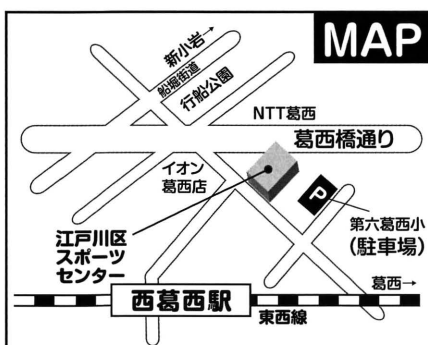 MAP
新小岩
船堀街道
行船公園
NTT葛西
葛西橋通り
イオン
葛西店
P
江戸川区
スポーツ
センター
第六葛西小
(駐車場)
葛西→
西葛西駅
東西線